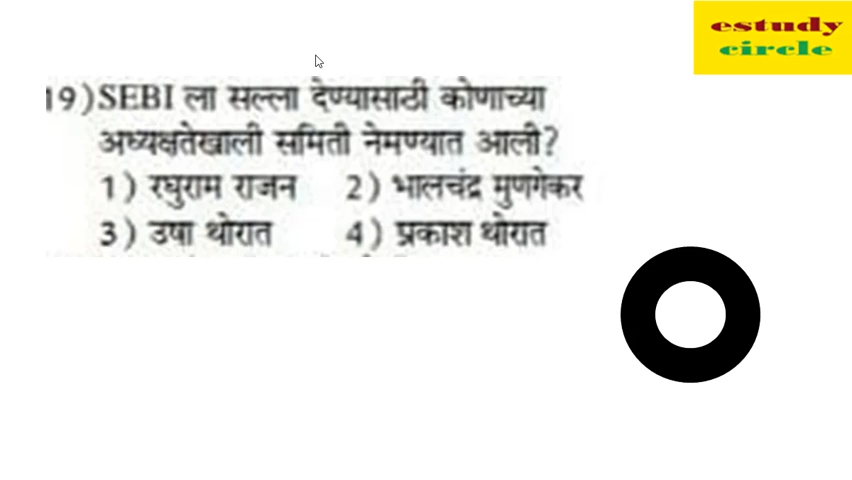 estudy
circle
19)SEBI ला सल्ला देण्यासाठी कोणाच्या
अध्यक्षतेखाली समिती नेमण्यात आली?
1) रघुराम राजन 2) भालचंद्र मुणगेकर
3) उषा थोरात 4) प्रकाश थोरात